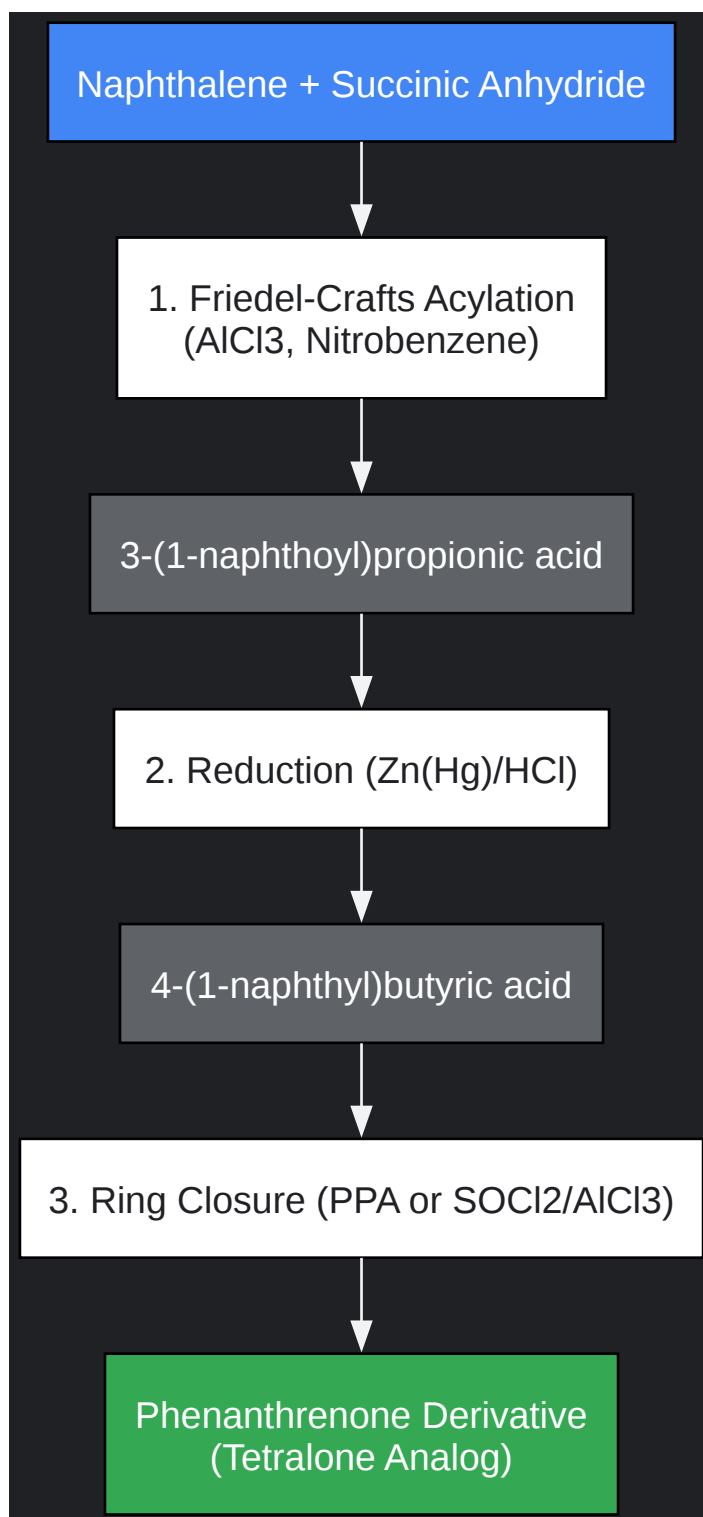 Naphthalene + Succinic Anhydride
1. Friedel-Crafts Acylation
(AlCl3, Nitrobenzene)
3-(1-naphthoyl)propionic acid
2. Reduction (Zn(Hg)/HCl)
4-(1-naphthyl)butyric acid
3. Ring Closure (PPA or SOCl2/AlCl3)
Phenanthrenone Derivative
(Tetralone Analog)